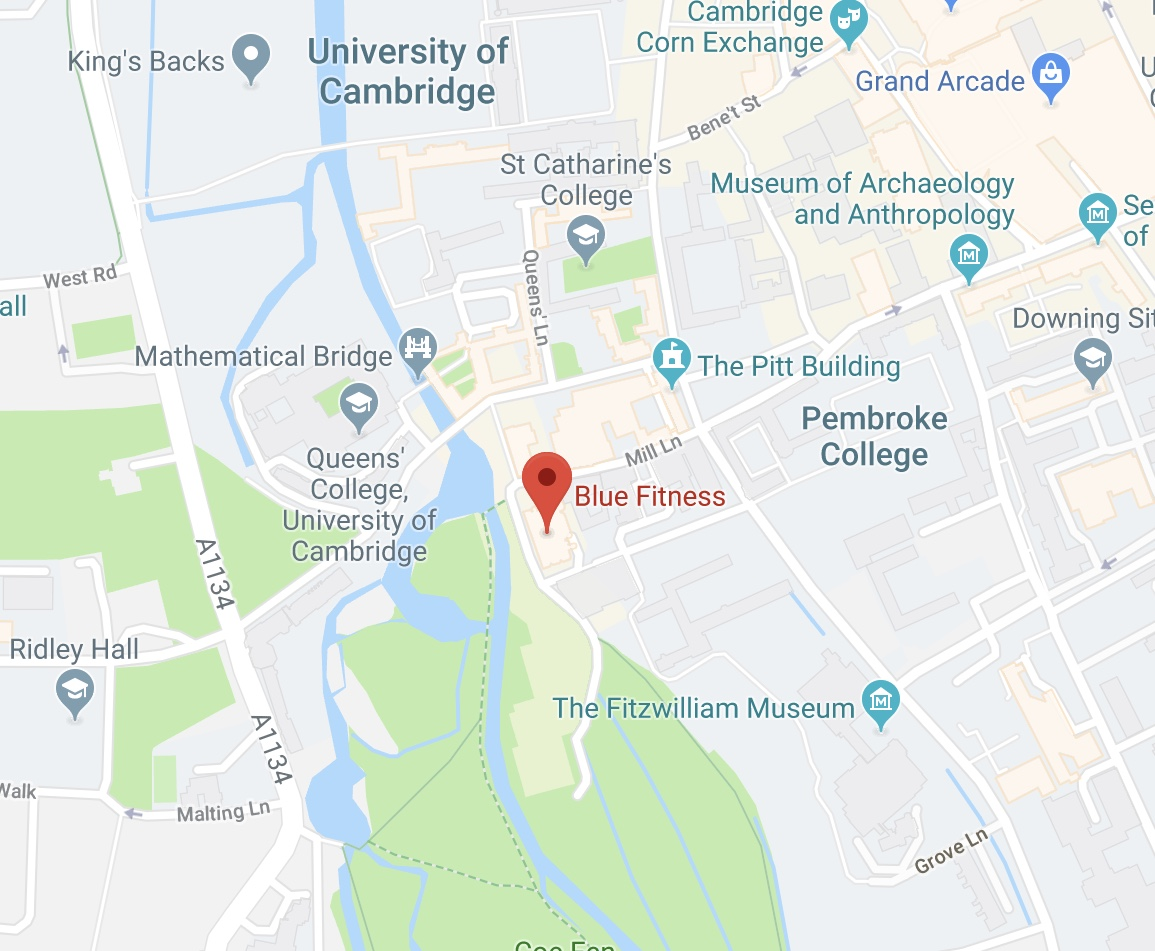 Cambridge
Corn Exchange
King's Backs
University of
Cambridge
Grand Arcade
Bene't St
St Catharine's
College
Museum of Archaeology
and Anthropology
Se
of
West Rd
all
Queens' Ln
Downing Sit
Mathematical Bridge
The Pitt Building
Pembroke
College
Mill Ln
Queens'
College,
University of
Cambridge
Blue Fitness
A1134
Ridley Hall
The Fitzwilliam Museum
A1134
Walk
Malting Ln
Grove Ln